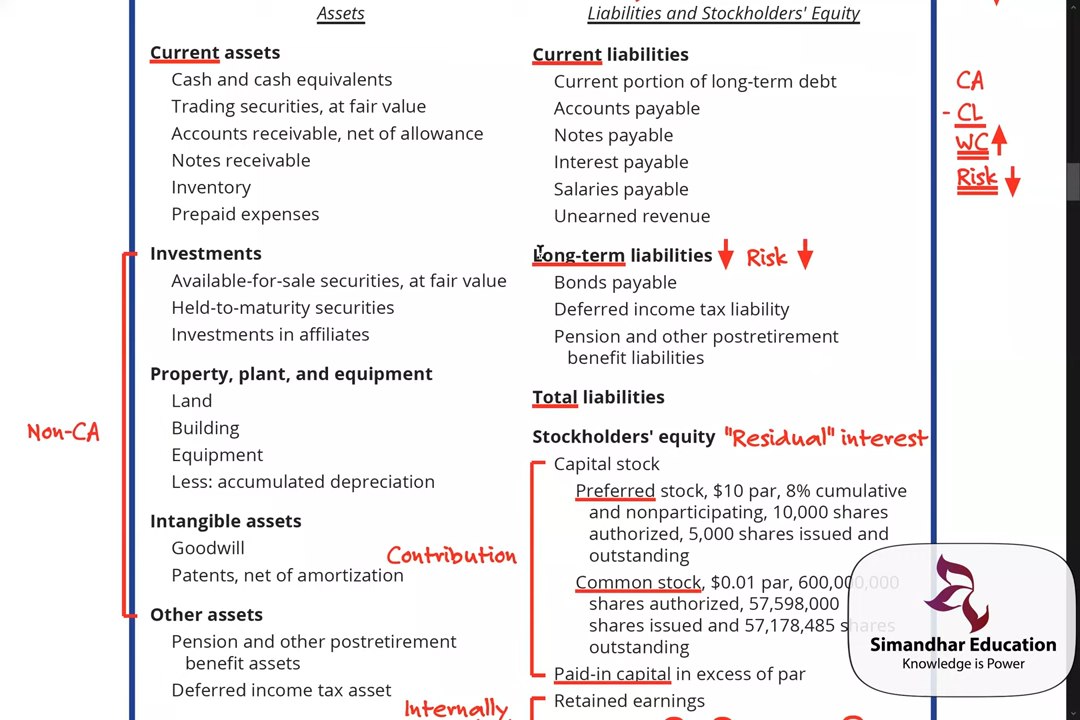 Assets
Current assets
Cash and cash equivalents
Trading securities, at fair value
Accounts receivable, net of allowance
Notes receivable
Inventory
Prepaid expenses
Investments
Available-for-sale securities, at fair value
Held-to-maturity securities
Investments in affiliates
Property, plant, and equipment
Land
Building
Equipment
Less: accumulated depreciation
Non-CA
Intangible assets
Goodwill
Patents, net of amortization
Other assets
Pension and other postretirement
benefit assets
Deferred income tax asset
Liabilities and Stockholders' Equity
Current liabilities
Current portion of long-term debt
Accounts payable
Notes payable
Interest payable
Salaries payable
Unearned revenue
Long-term liabilities Risk
Bonds payable
Deferred income tax liability
Pension and other postretirement
benefit liabilities
Total liabilities
Stockholders' equity "Residual" interest
Capital stock
Preferred stock, $10 par, 8% cumulative
and nonparticipating, 10,000 shares
authorized, 5,000 shares issued and
outstanding
Contribution
Common stock, $0.01 par, 600,000,000
shares authorized, 57,598,000
shares issued and 57,178,485 shares
outstanding
Paid-in capital in excess of par
Internally
Retained earnings
CA
- CL
WC
Risk
Simandhar Education
Knowledge is Power